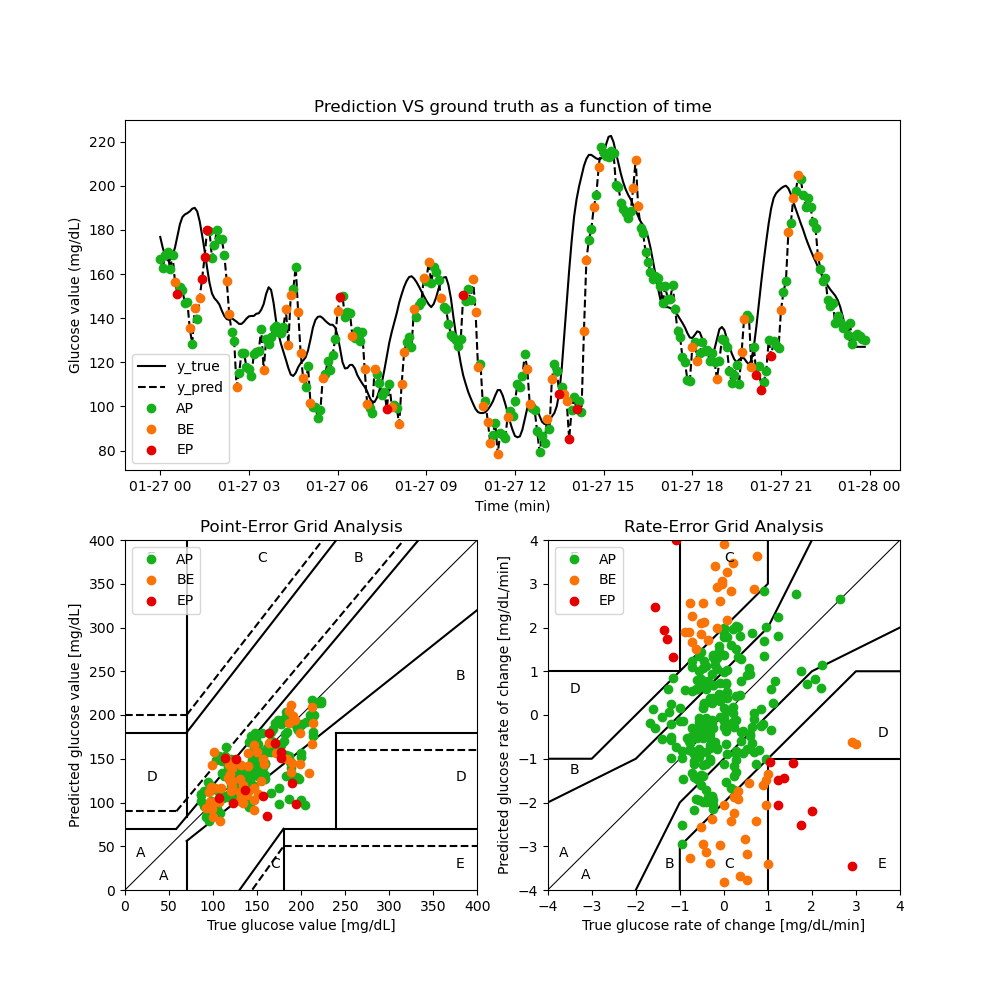 Prediction VS ground truth as a function of time
Glucose value (mg/dL)
220
200
180
160
140
120
100
80
y_true
y_pred
AP
BE
EP
01-27 00 01-27 03 01-27 06 01-27 09 01-27 12 01-27 15 01-27 18 01-27 21 01-28 00
Time (min)
Point-Error Grid Analysis
Predicted glucose value [mg/dL]
400
350
300
250
200
150
100
50
0
AP
BE
EP
C
B
B
D
D
A
A
C
E
0 50 100 150 200 250 300 350 400
True glucose value [mg/dL]
Rate-Error Grid Analysis
Predicted glucose rate of change [mg/dL/min]
4
3
2
1
0
−1
−2
−3
−4
AP
BE
EP
C
D
D
B
A
A
B
C
E
−4 −3 −2 −1 0 1 2 3 4
True glucose rate of change [mg/dL/min]